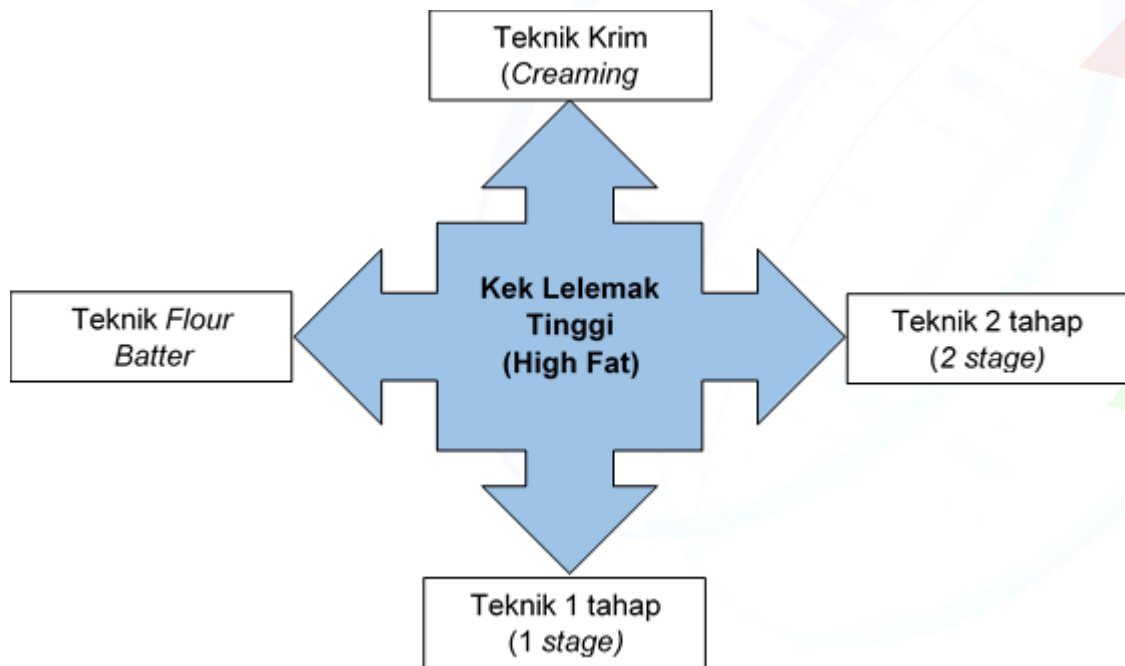 Teknik Krim
(Creaming
Kek Lelemak
Tinggi
(High Fat)
Teknik Flour
Batter
Teknik 2 tahap
(2 stage)
Teknik 1 tahap
(1 stage)